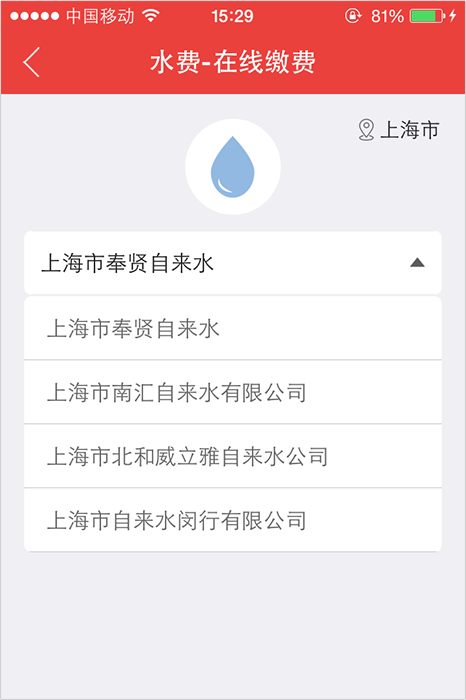 中国移动 15:29 81%
水费-在线缴费
上海市
上海市奉贤自来水
上海市奉贤自来水
上海市南汇自来水有限公司
上海市北和威立雅自来水公司
上海市自来水闵行有限公司